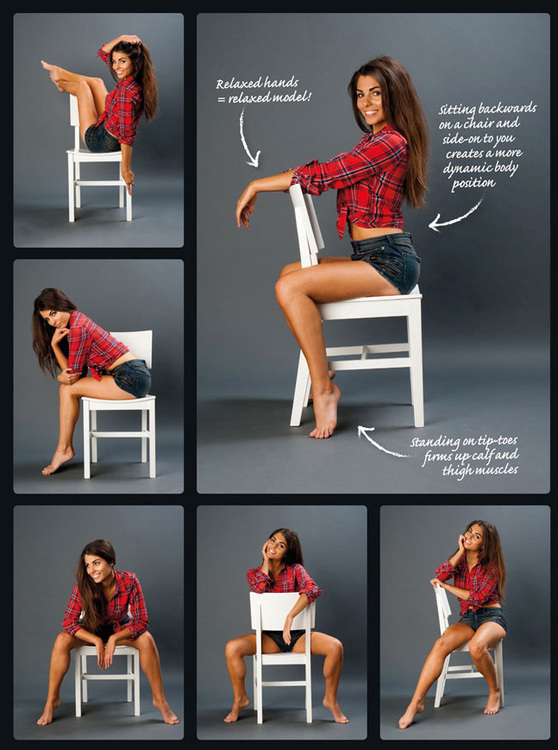 Relaxed hands
= relaxed model!
Sitting backwards
on a chair and
side-on to you
creates a more
dynamic body
position
Standing on tip-toes
firms up calf and
thigh muscles